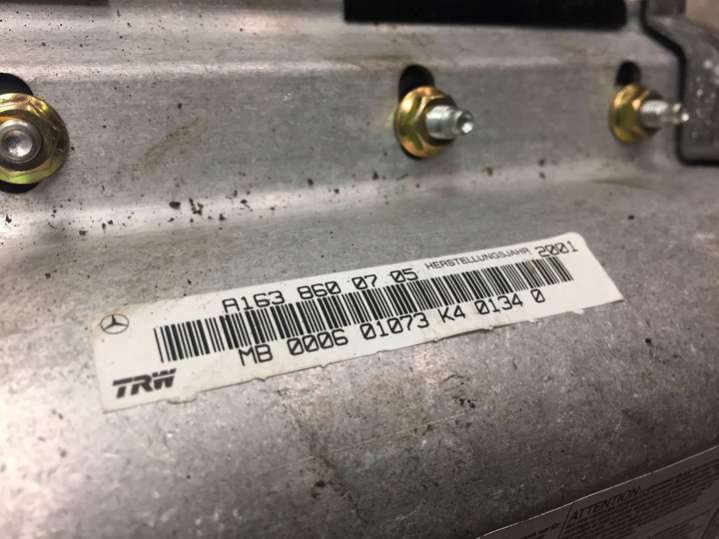 A163 860 07 05 HERSTELLUNGSJAHR 2001
MB 0006 01073 K4 0134 0
TRW
ATTENTION